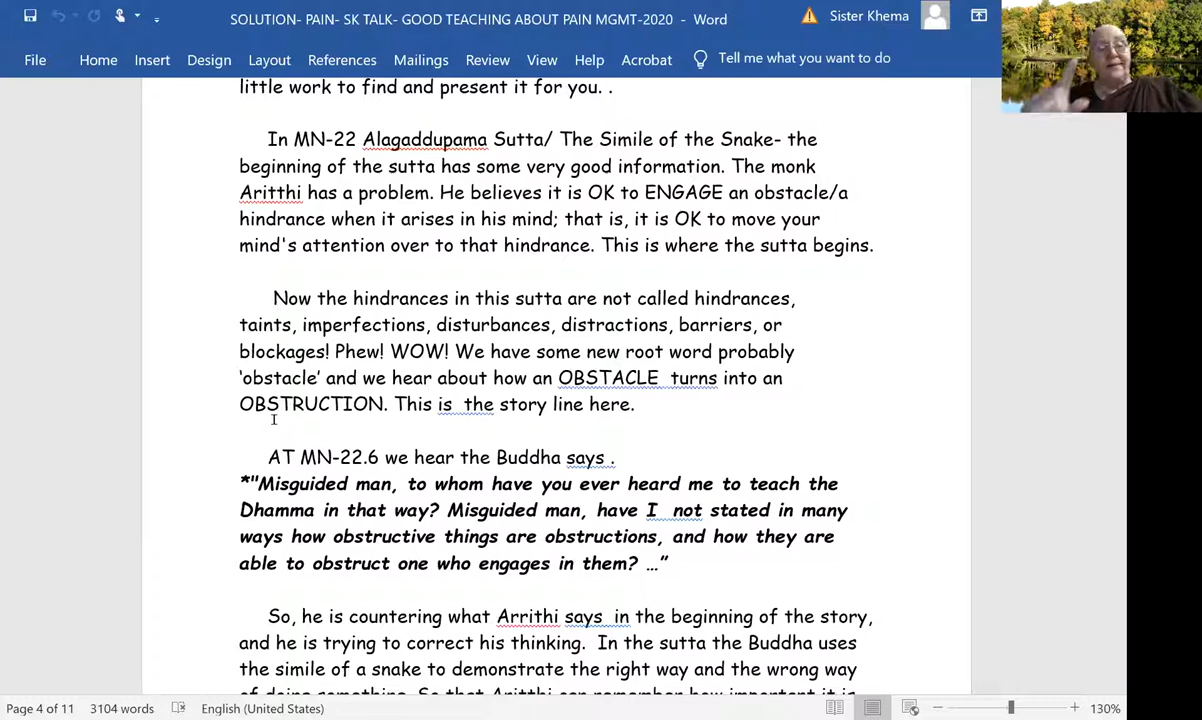 SOLUTION- PAIN- SK TALK- GOOD TEACHING ABOUT PAIN MGMT-2020 - Word
Sister Khema
File Home Insert Design Layout References Mailings Review View Help Acrobat Tell me what you want to do
little work to find and present it for you. .
In MN-22 Alagaddupama Sutta/ The Simile of the Snake- the
beginning of the sutta has some very good information. The monk
Aritthi has a problem. He believes it is OK to ENGAGE an obstacle/a
hindrance when it arises in his mind; that is, it is OK to move your
mind's attention over to that hindrance. This is where the sutta begins.
Now the hindrances in this sutta are not called hindrances,
taints, imperfections, disturbances, distractions, barriers, or
blockages! Phew! WOW! We have some new root word probably
'obstacle' and we hear about how an OBSTACLE turns into an
OBSTRUCTION. This is the story line here.
AT MN-22.6 we hear the Buddha says .
*"Misguided man, to whom have you ever heard me to teach the
Dhamma in that way? Misguided man, have I not stated in many
ways how obstructive things are obstructions, and how they are
able to obstruct one who engages in them? …"
So, he is countering what Arrithi says in the beginning of the story,
and he is trying to correct his thinking. In the sutta the Buddha uses
the simile of a snake to demonstrate the right way and the wrong way
of doing something. So that Aritthi can remember how important it is
Page 4 of 11 3104 words English (United States) 130%